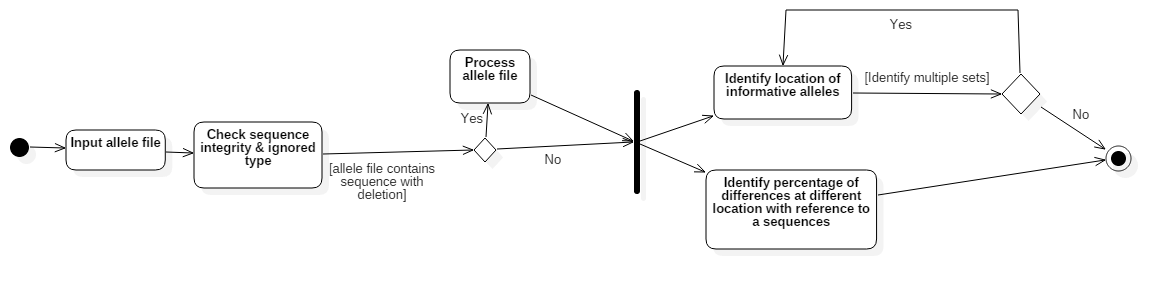 Input allele file
Check sequence
integrity & ignored
type
[allele file contains
sequence with
deletion]
Process
allele file
Yes
No
Identify location of
informative alleles
Yes
[Identify multiple sets]
No
Identify percentage of
differences at different
location with reference to
a sequences